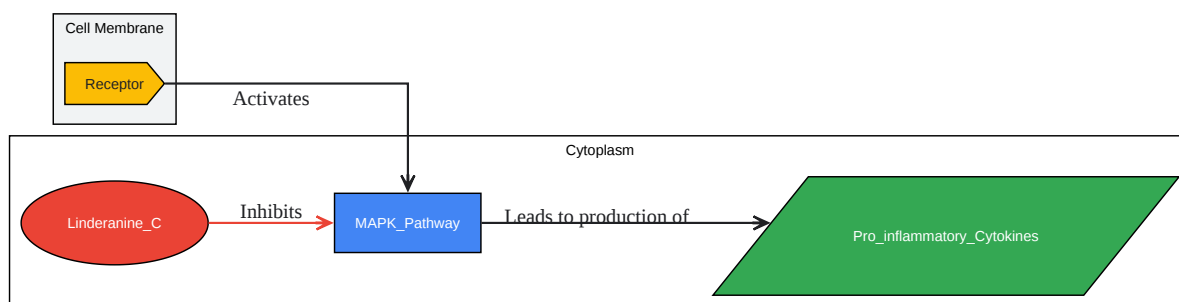 Cell Membrane
Receptor
Activates
Cytoplasm
Linderanine_C
Inhibits
MAPK_Pathway
Leads to production of
Pro_inflammatory_Cytokines